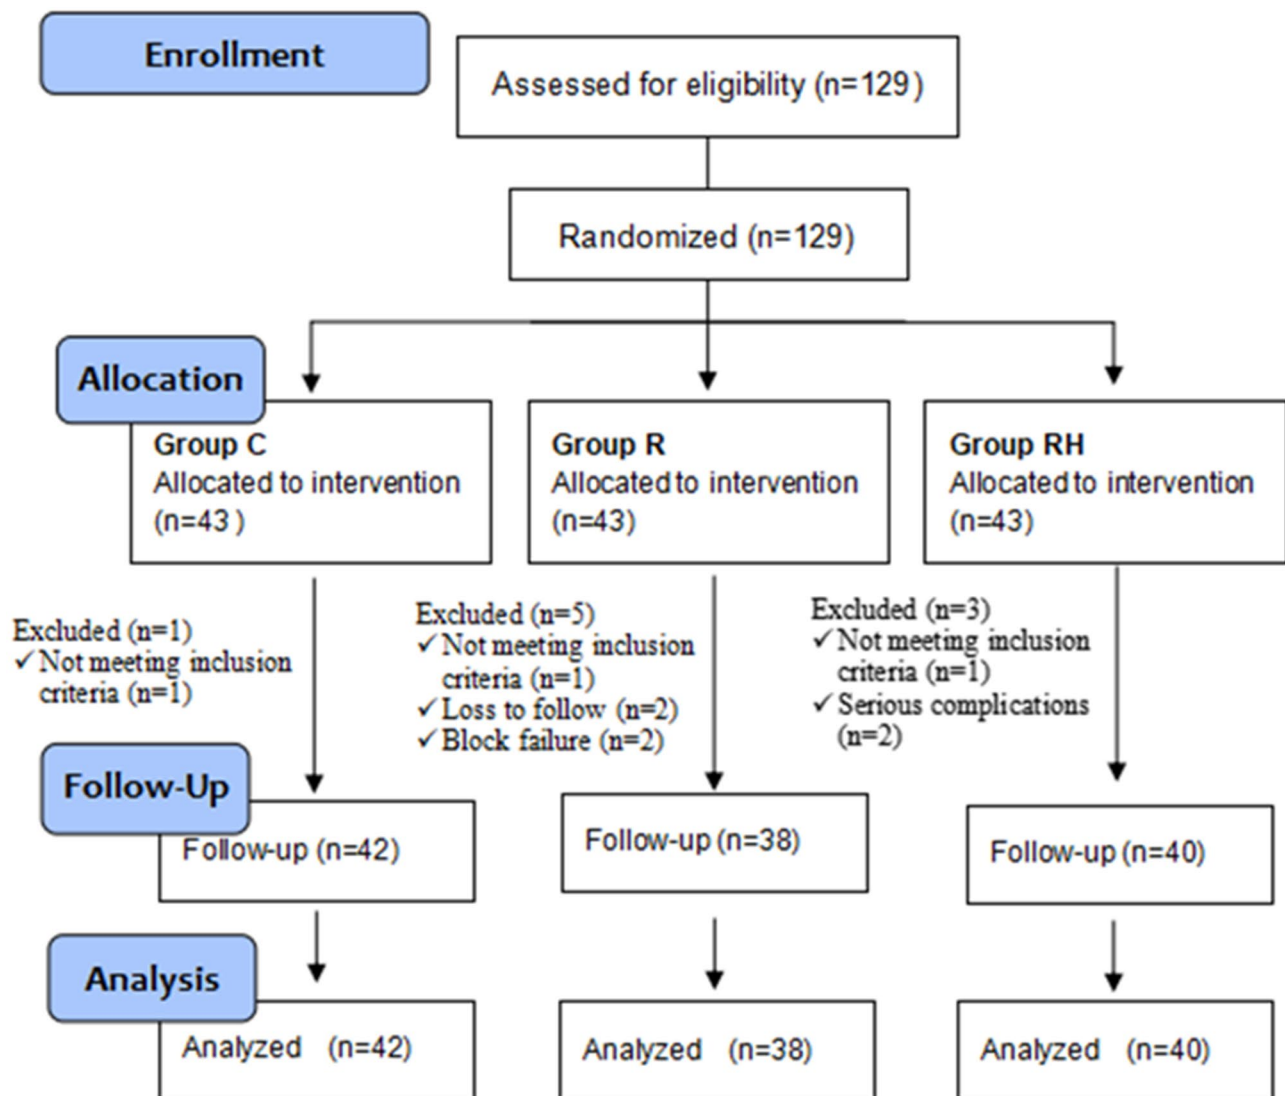 Enrollment
Assessed for eligibility (n=129)
Randomized (n=129)
Allocation
Group C
Allocated to intervention
(n=43 )
Group R
Allocated to intervention
(n=43)
Group RH
Allocated to intervention
(n=43)
Excluded (n=1)
✓ Not meeting inclusion
criteria (n=1)
Excluded (n=5)
✓ Not meeting inclusion
criteria (n=1)
✓ Loss to follow (n=2)
✓ Block failure (n=2)
Excluded (n=3)
✓ Not meeting inclusion
criteria (n=1)
✓ Serious complications
(n=2)
Follow-Up
Follow-up (n=42)
Follow-up (n=38)
Follow-up (n=40)
Analysis
Analyzed (n=42)
Analyzed (n=38)
Analyzed (n=40)